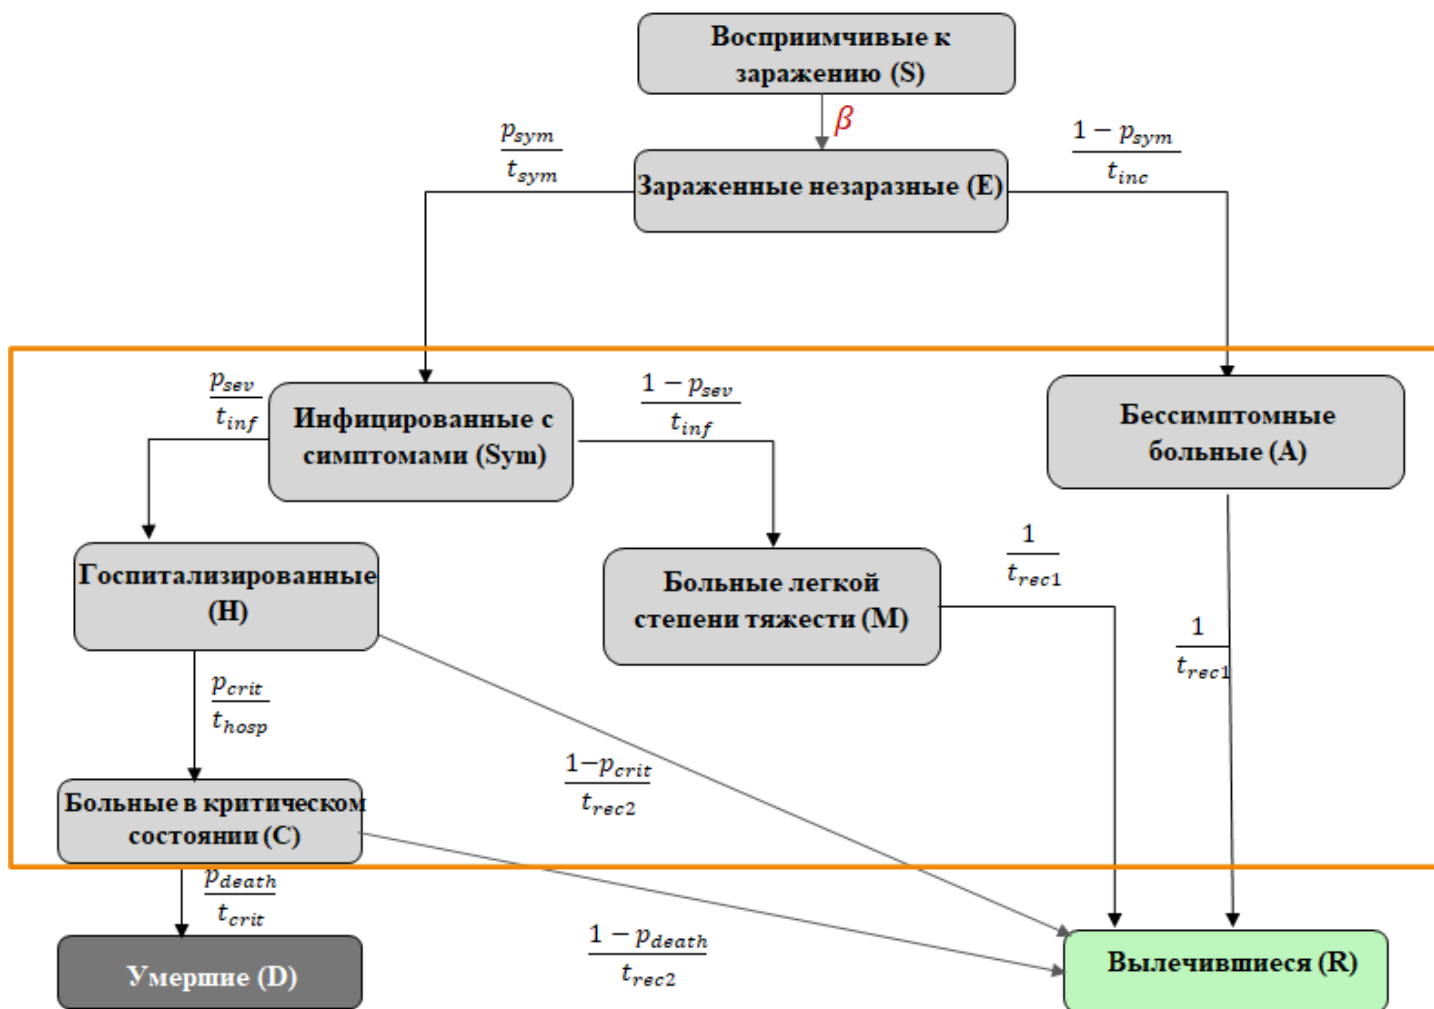 Восприимчивые к
заражению (S)
β
p_sym
t_sym
1 − p_sym
t_inc
Зараженные незаразные (E)
p_sev
t_inf
Инфицированные с
симптомами (Sym)
1 − p_sev
t_inf
Бессимптомные
больные (A)
Госпитализированные
(H)
Больные легкой
степени тяжести (M)
1
t_rec1
1
t_rec1
p_crit
t_hosp
1−p_crit
t_rec2
Больные в критическом
состоянии (C)
p_death
t_crit
1 − p_death
t_rec2
Умершие (D)
Вылечившиеся (R)